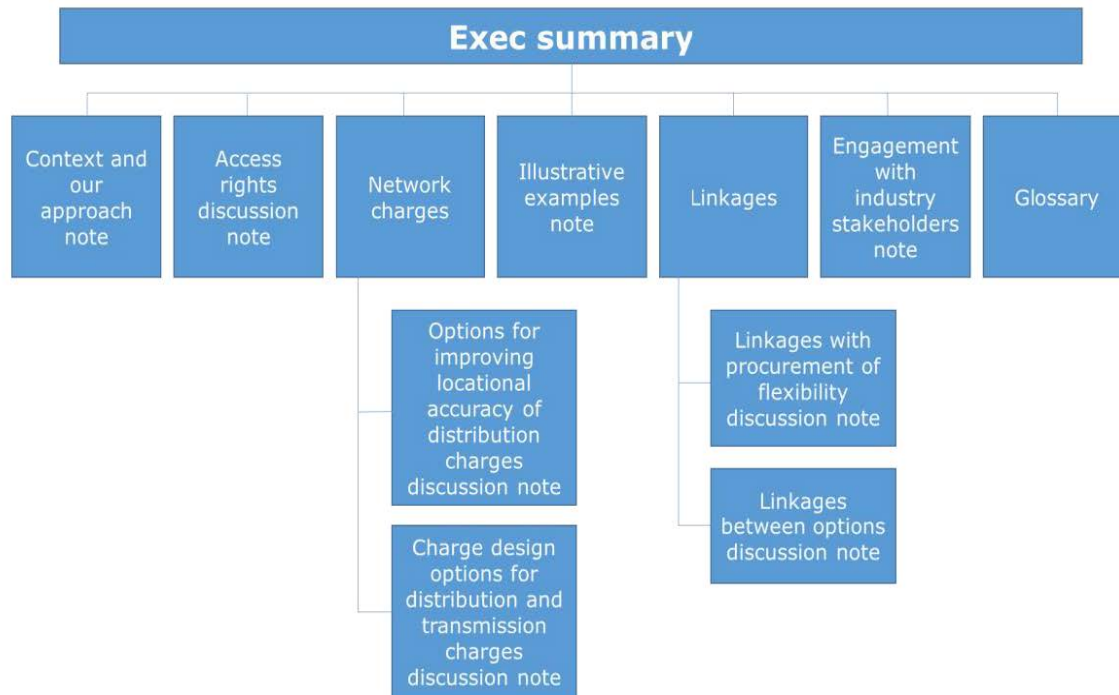 Exec summary
Context and
our
approach
note
Access
rights
discussion
note
Network
charges
Illustrative
examples
note
Linkages
Engagement
with
industry
stakeholders
note
Glossary
Options for
improving
locational
accuracy of
distribution
charges
discussion note
Charge design
options for
distribution and
transmission
charges
discussion note
Linkages with
procurement of
flexibility
discussion note
Linkages
between options
discussion note